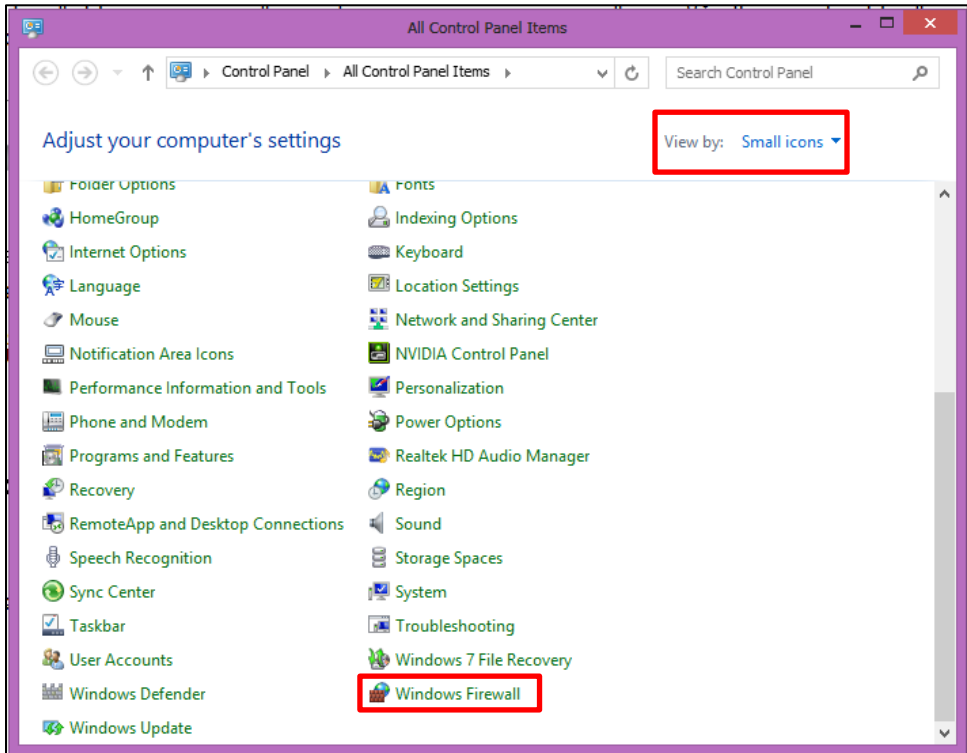 All Control Panel Items
Control Panel All Control Panel Items Search Control Panel
Adjust your computer's settings View by: Small icons
Folder Options Fonts
HomeGroup Indexing Options
Internet Options Keyboard
Language Location Settings
Mouse Network and Sharing Center
Notification Area Icons NVIDIA Control Panel
Performance Information and Tools Personalization
Phone and Modem Power Options
Programs and Features Realtek HD Audio Manager
Recovery Region
RemoteApp and Desktop Connections Sound
Speech Recognition Storage Spaces
Sync Center System
Taskbar Troubleshooting
User Accounts Windows 7 File Recovery
Windows Defender Windows Firewall
Windows Update